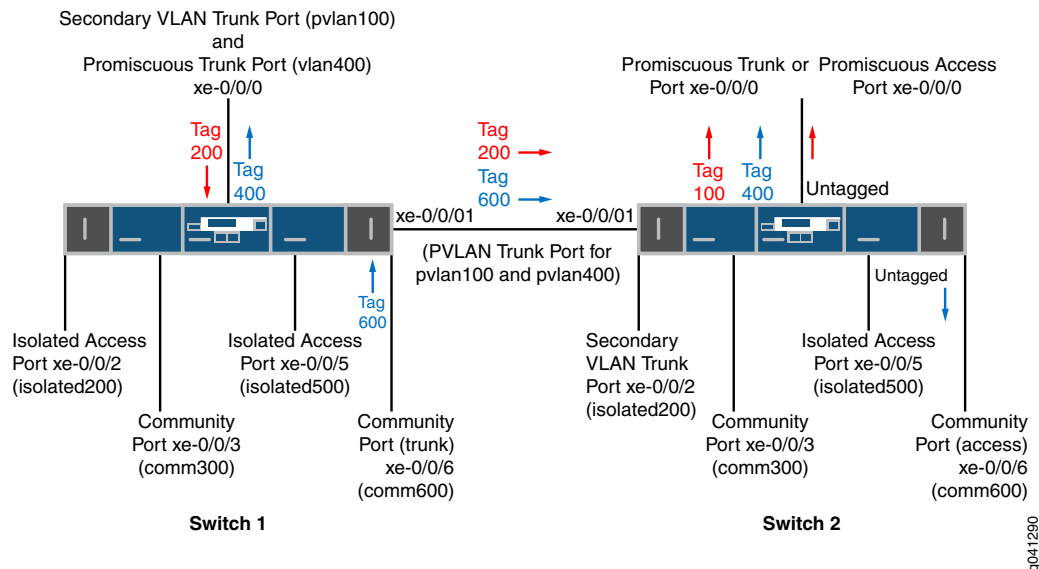 Secondary VLAN Trunk Port (pvlan100)
and
Promiscuous Trunk Port (vlan400)
xe-0/0/0
Promiscuous Trunk or Promiscuous Access
Port xe-0/0/0 Port xe-0/0/0
Tag
200
Tag
400
Tag
200
Tag
600
Tag
100
Tag
400
Untagged
xe-0/0/01
xe-0/0/01
(PVLAN Trunk Port for
pvlan100 and pvlan400)
Tag
600
Untagged
Isolated Access
Port xe-0/0/2
(isolated200)
Isolated Access
Port xe-0/0/5
(isolated500)
Secondary
VLAN Trunk
Port xe-0/0/2
(isolated200)
Isolated Access
Port xe-0/0/5
(isolated500)
Community
Port xe-0/0/3
(comm300)
Community
Port (trunk)
xe-0/0/6
(comm600)
Community
Port xe-0/0/3
(comm300)
Community
Port (access)
xe-0/0/6
(comm600)
Switch 1
Switch 2
g041290